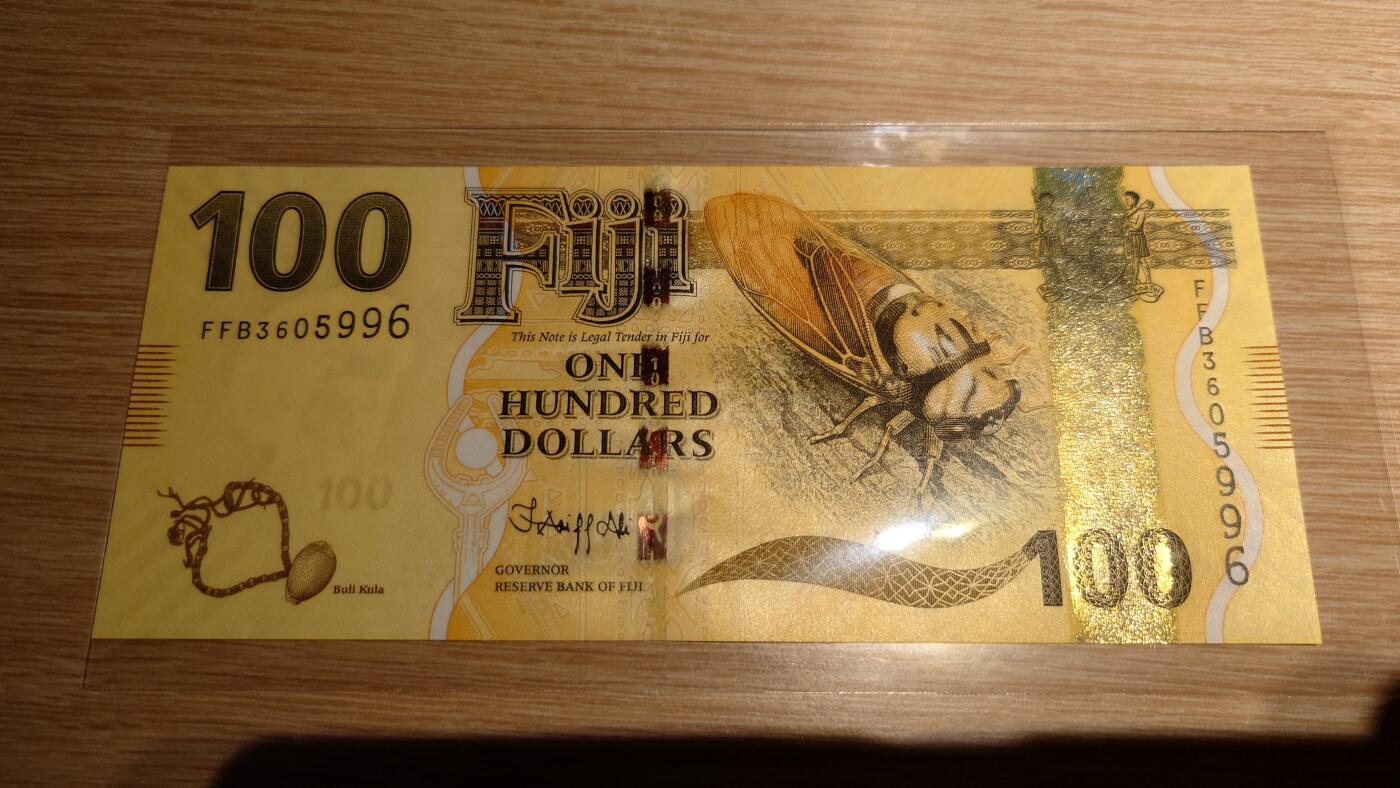 100
FFB3605996
Fiji
This Note is Legal Tender in Fiji for
ONE
HUNDRED
DOLLARS
100
Buli Kula
GOVERNOR
RESERVE BANK OF FIJI
100
FFB3605996